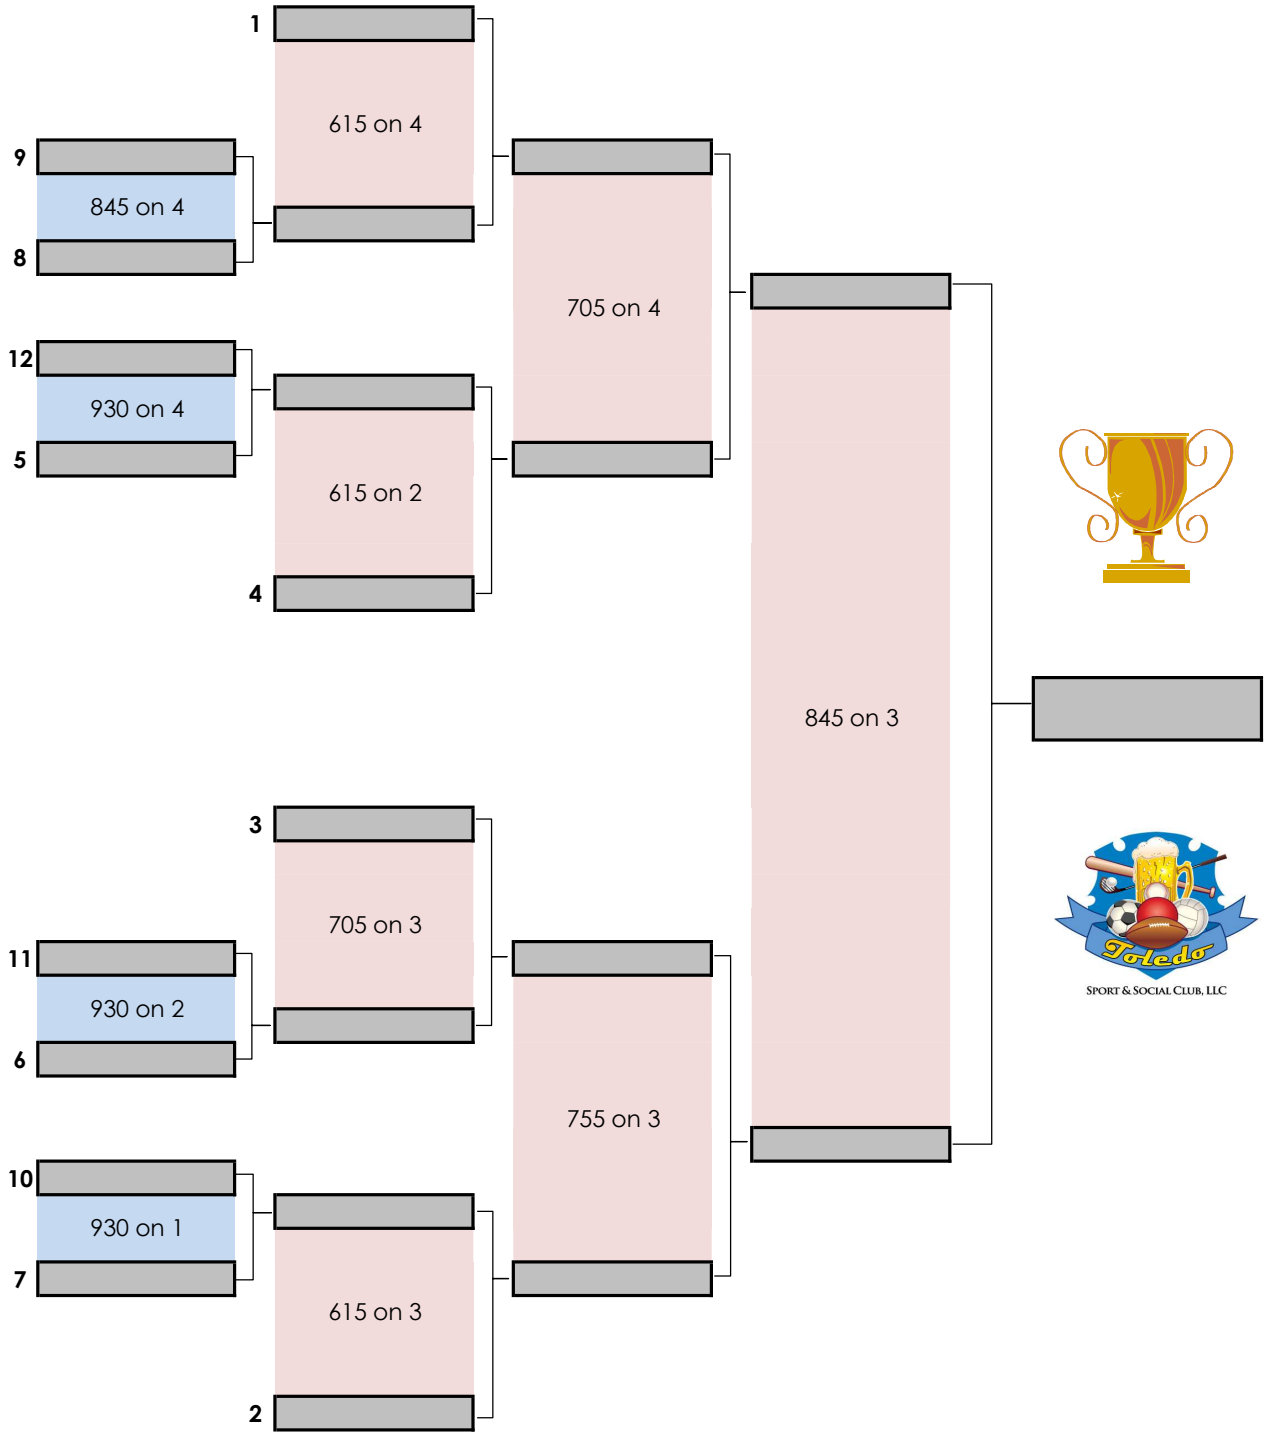 1
615 on 4
9
845 on 4
8
705 on 4
12
930 on 4
5
615 on 2
4
845 on 3
3
705 on 3
11
930 on 2
6
755 on 3
10
930 on 1
7
615 on 3
2
Toledo
SPORT & SOCIAL CLUB, LLC